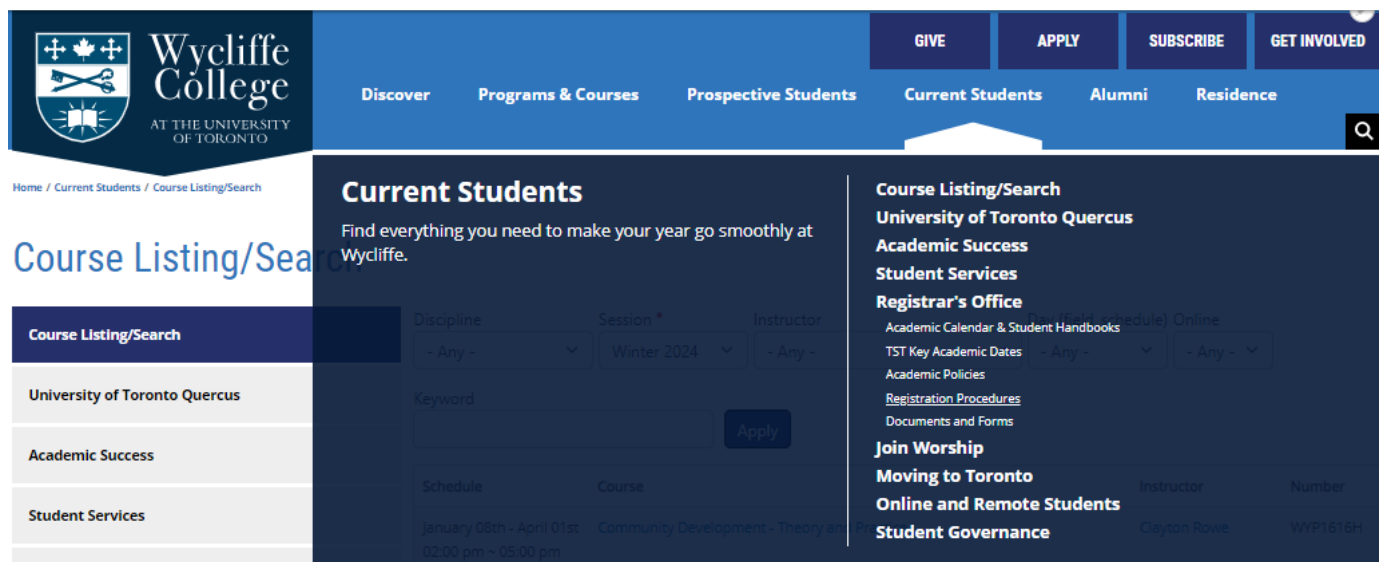 Wycliffe
College
AT THE UNIVERSITY
OF TORONTO
GIVE APPLY SUBSCRIBE GET INVOLVED
Discover Programs & Courses Prospective Students Current Students Alumni Residence
Home / Current Students / Course Listing/Search
Course Listing/Search
Course Listing/Search
University of Toronto Quercus
Academic Success
Student Services
Current Students
Find everything you need to make your year go smoothly at
Wycliffe.
Course Listing/Search
University of Toronto Quercus
Academic Success
Student Services
Registrar's Office
Academic Calendar & Student Handbooks
TST Key Academic Dates
Academic Policies
Registration Procedures
Documents and Forms
Join Worship
Moving to Toronto
Online and Remote Students
Student Governance
Discipline Session * Instructor Day (field_schedule) Online
- Any - Winter 2024 - Any - - Any - - Any -
Keyword
Apply
Schedule Course Instructor Number
January 08th - April 01st Community Development - Theory and Clayton Rowe WYP1616H
02:00 pm ~ 05:00 pm